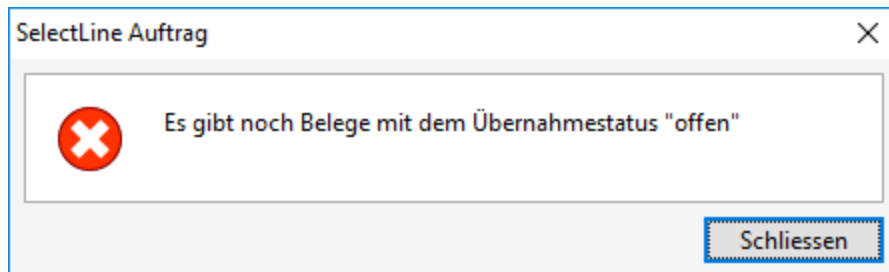 SelectLine Auftrag
Es gibt noch Belege mit dem Übernahmestatus "offen"
Schliessen